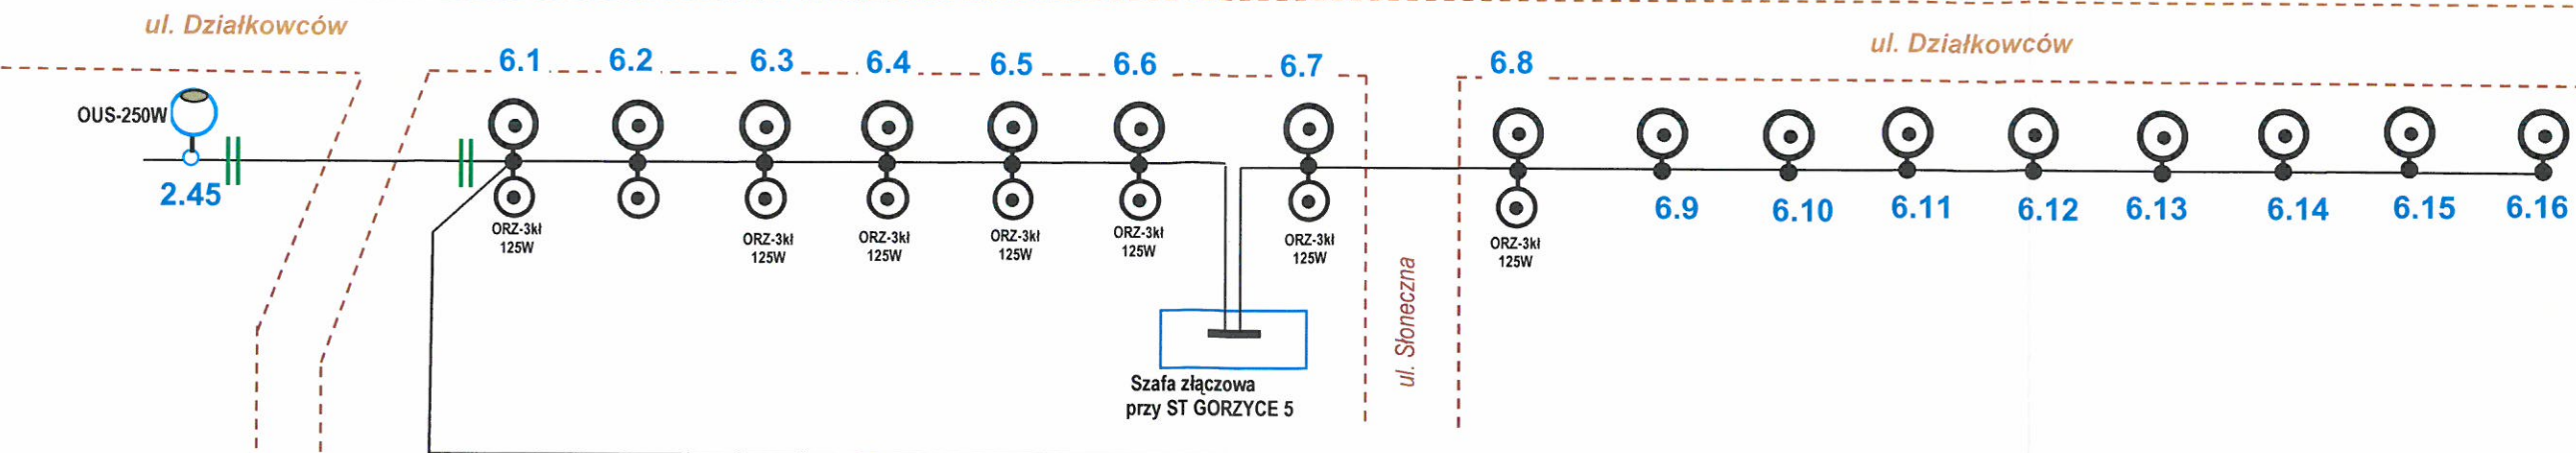 ul. Działkowców
ul. Działkowców
6.1
6.2
6.3
6.4
6.5
6.6
6.7
6.8
OUS-250W
2.45
6.9
6.10
6.11
6.12
6.13
6.14
6.15
6.16
ORZ-3kł
125W
ORZ-3kł
125W
ORZ-3kł
125W
ORZ-3kł
125W
ORZ-3kł
125W
ORZ-3kł
125W
ORZ-3kł
125W
ul. Słoneczna
Szafa złączowa
przy ST GORZYCE 5